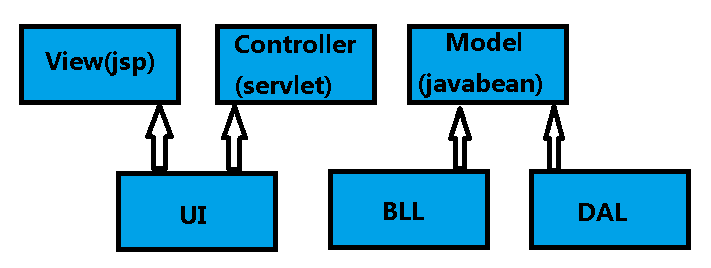 View(jsp)
Controller
(servlet)
Model
(javabean)
UI
BLL
DAL